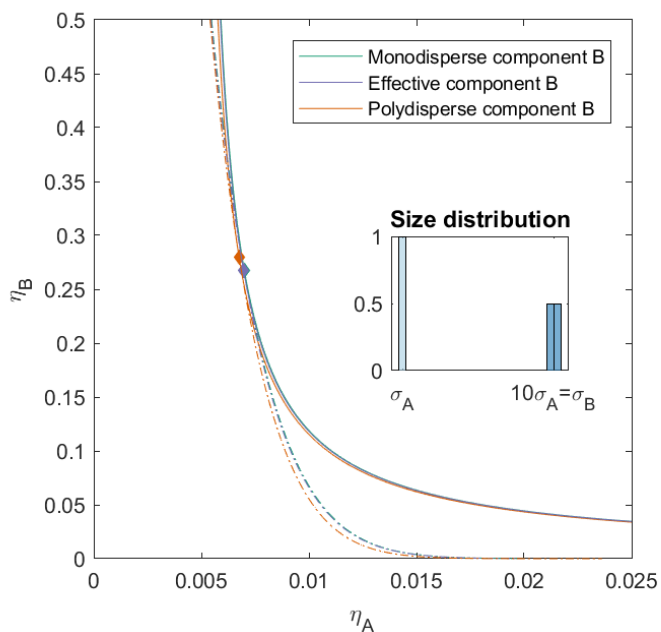 0.5
0.45
0.4
0.35
0.3
0.25
0.2
0.15
0.1
0.05
0
η_B
Monodisperse component B
Effective component B
Polydisperse component B
Size distribution
1
0.5
0
σ_A
10σ_A=σ_B
0
0.005
0.01
0.015
0.02
0.025
η_A